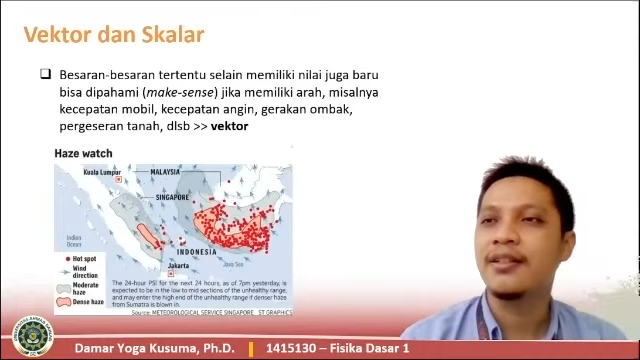 Vektor dan Skalar
Besaran-besaran tertentu selain memiliki nilai juga baru
bisa dipahami (make-sense) jika memiliki arah, misalnya
kecepatan mobil, kecepatan angin, gerakan ombak,
pergeseran tanah, dlsb >> vektor
Haze watch
Kuala Lumpur
MALAYSIA
SINGAPORE
Indian
Ocean
INDONESIA
Jakarta
Java Sea
Hot spot
Wind
direction
Moderate
haze
Dense haze
The 24-hour PSI for the next 24 hours, as of 7pm yesterday, is
expected to be in the low to mid sections of the unhealthy range,
and may enter the high end of the unhealthy range if denser haze
from Sumatra is blown in.
Source: METEOROLOGICAL SERVICE SINGAPORE ST GRAPHICS
Damar Yoga Kusuma, Ph.D. 1415130 – Fisika Dasar 1